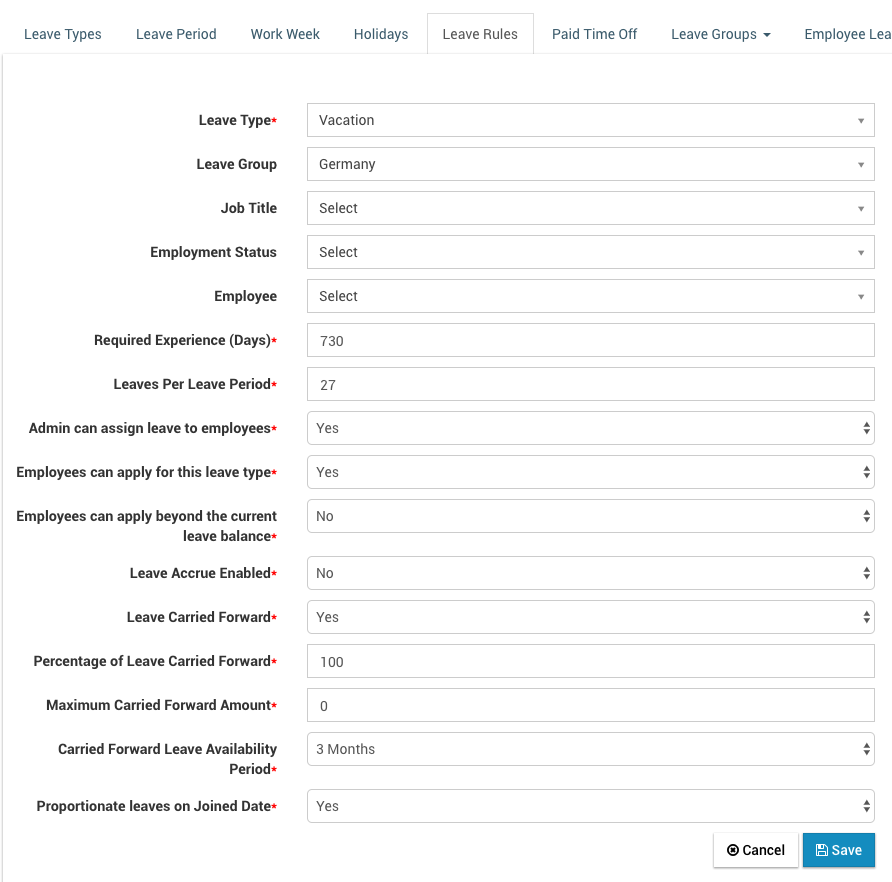 Leave Types Leave Period Work Week Holidays Leave Rules Paid Time Off Leave Groups Employee Lea
Leave Type* Vacation
Leave Group Germany
Job Title Select
Employment Status Select
Employee Select
Required Experience (Days)* 730
Leaves Per Leave Period* 27
Admin can assign leave to employees* Yes
Employees can apply for this leave type* Yes
Employees can apply beyond the current No
leave balance*
Leave Accrue Enabled* No
Leave Carried Forward* Yes
Percentage of Leave Carried Forward* 100
Maximum Carried Forward Amount* 0
Carried Forward Leave Availability 3 Months
Period*
Proportionate leaves on Joined Date* Yes
Cancel Save